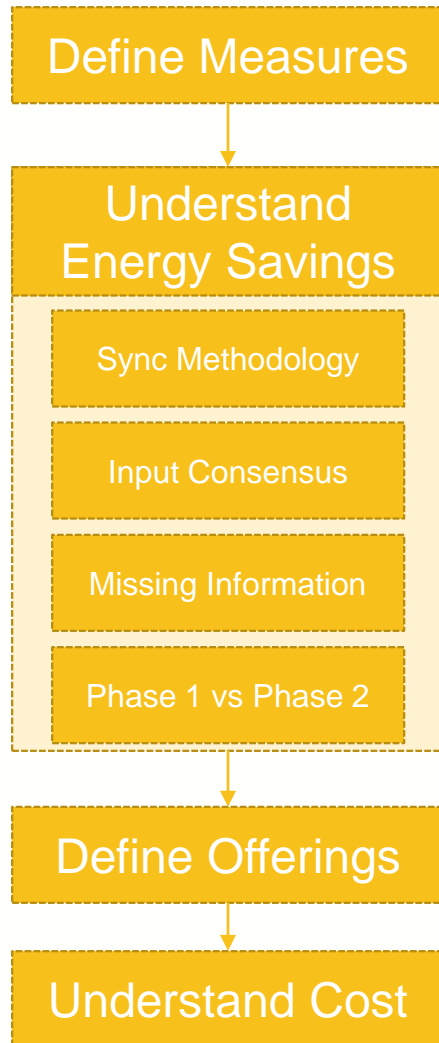 Define Measures
Understand
Energy Savings
Sync Methodology
Input Consensus
Missing Information
Phase 1 vs Phase 2
Define Offerings
Understand Cost